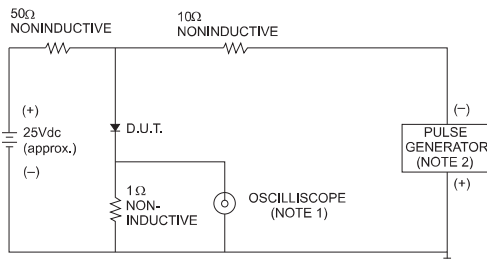 50Ω
NONINDUCTIVE
10Ω
NONINDUCTIVE
(+)
25Vdc
(approx.)
(–)
D.U.T.
1Ω
NON-
INDUCTIVE
OSCILLISCOPE
(NOTE 1)
(–)
PULSE
GENERATOR
(NOTE 2)
(+)